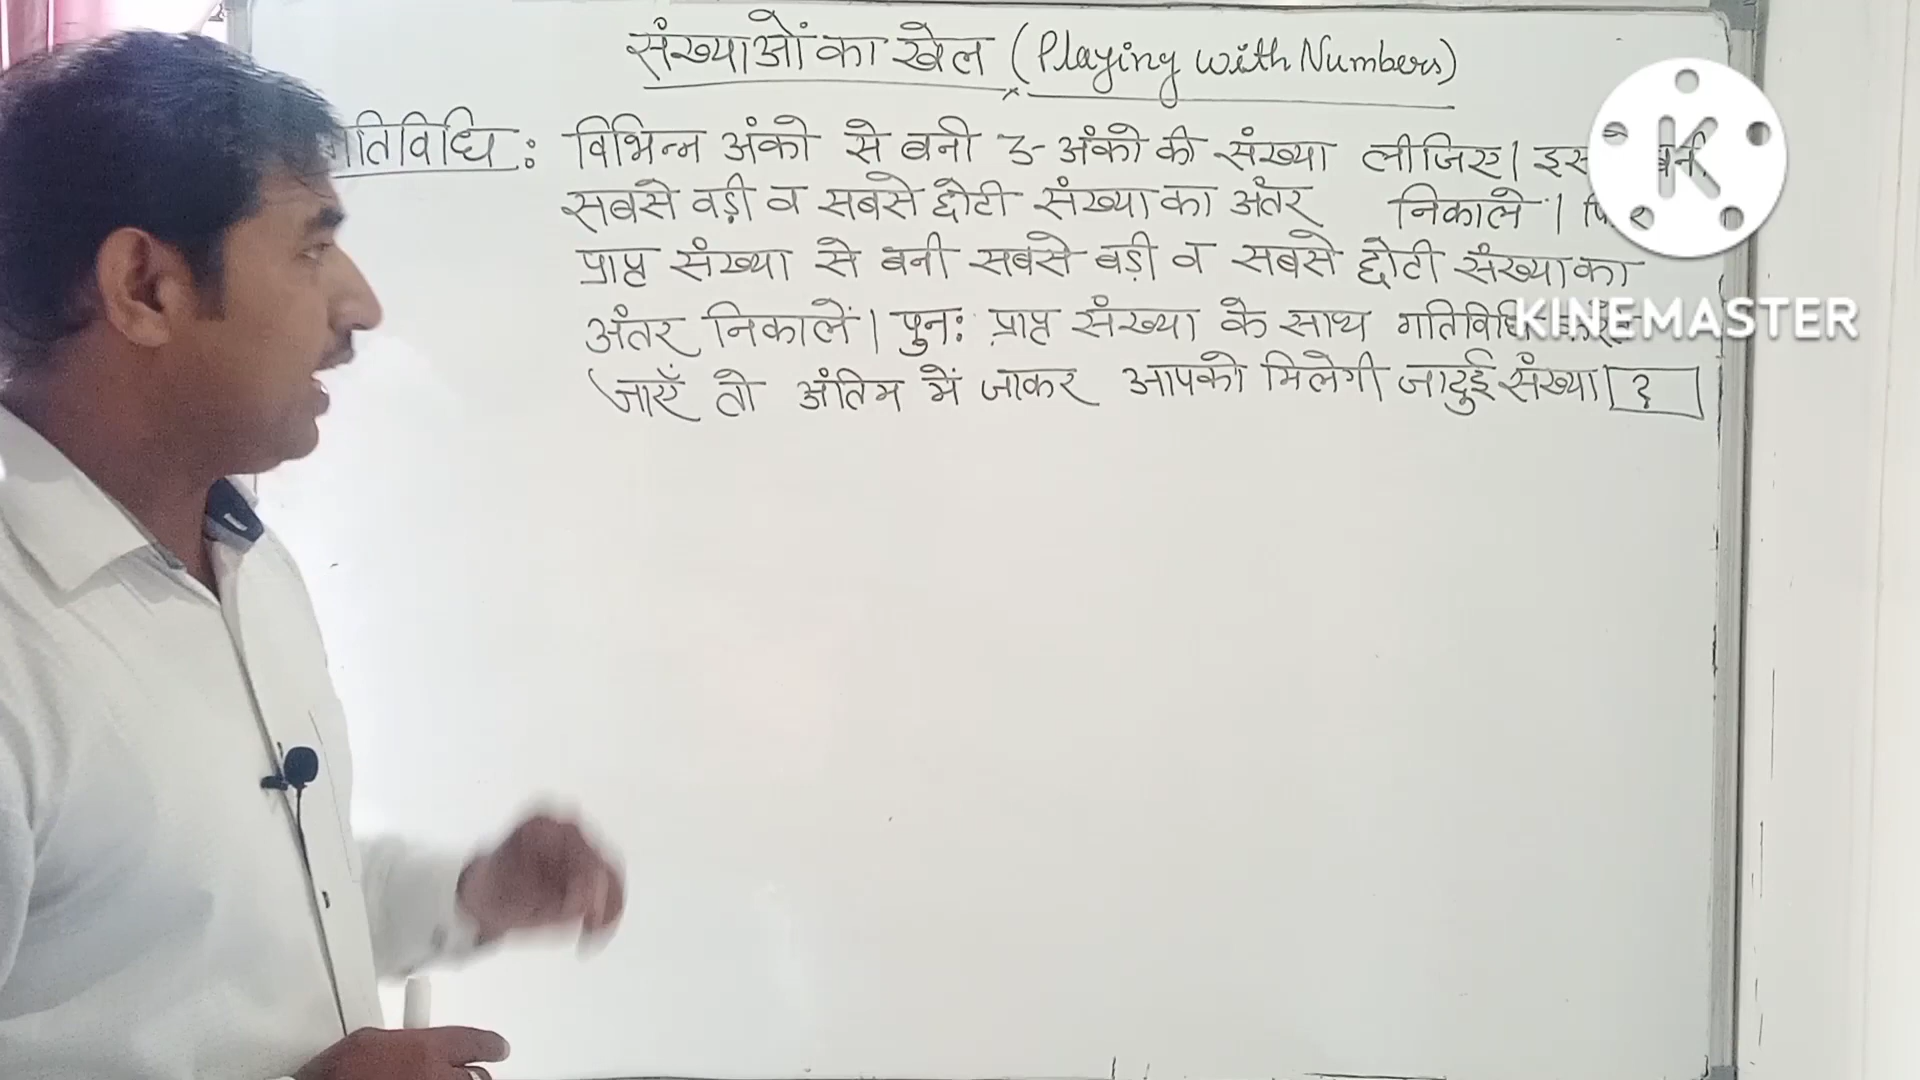 संख्याओं का खेल (Playing with Numbers)
गतिविधि : विभिन्न अंको से बनी 3-अंको की संख्या लीजिए। इस
सबसे बड़ी व सबसे छोटी संख्या का अंतर निकाले।
प्राप्त संख्या से बनी सबसे बड़ी व सबसे छोटी संख्या का
अंतर निकालें। पुनः प्राप्त संख्या के साथ गतिविधि
जाएँ तो अंतिम में जाकर आपको मिलेगी जादुई संख्या ?
K
KINEMASTER